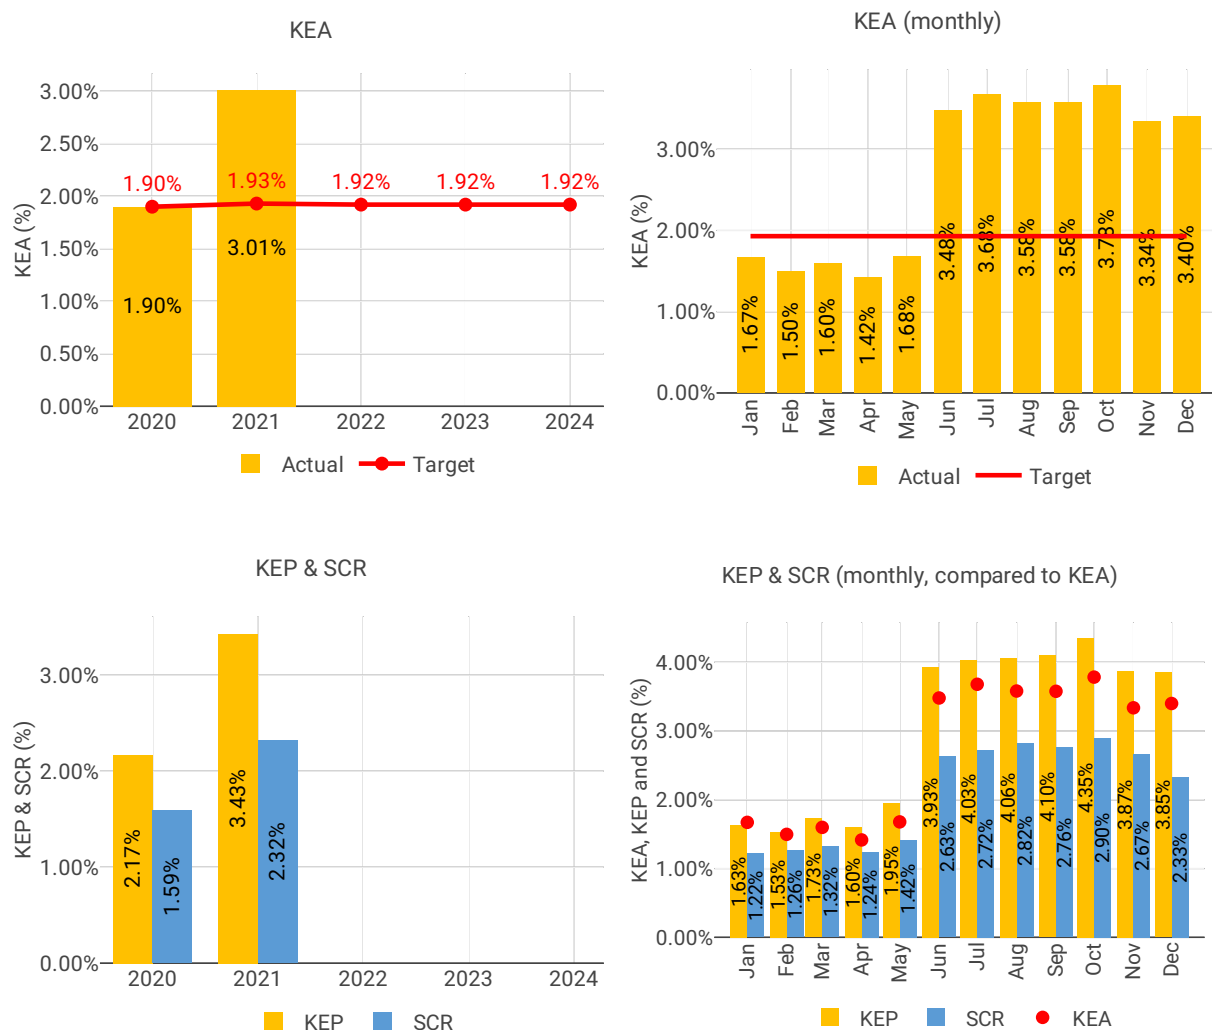 KEA
KEA (%)
3.00%
2.50%
2.00%
1.50%
1.00%
0.50%
0.00%
1.90%
1.93%
1.92%
1.92%
1.92%
1.90%
3.01%
2020
2021
2022
2023
2024
Actual
Target
KEA (monthly)
KEA (%)
3.00%
2.00%
1.00%
0.00%
1.67%
1.50%
1.60%
1.42%
1.68%
3.48%
3.68%
3.58%
3.58%
3.34%
3.40%
Jan
Feb
Mar
Apr
May
Jun
Jul
Aug
Sep
Oct
Nov
Dec
Actual
Target
KEP & SCR
KEP & SCR (%)
3.00%
2.00%
1.00%
0.00%
2.17%
1.59%
3.43%
2.32%
2020
2021
2022
2023
2024
KEP
SCR
KEP & SCR (monthly, compared to KEA)
KEA, KEP and SCR (%)
4.00%
3.00%
2.00%
1.00%
0.00%
1.63%
1.22%
1.53%
1.26%
1.73%
1.32%
1.60%
1.24%
1.95%
1.42%
3.93%
2.63%
4.03%
2.72%
4.06%
2.82%
4.10%
2.76%
4.35%
2.90%
3.87%
2.67%
3.85%
2.33%
Jan
Feb
Mar
Apr
May
Jun
Jul
Aug
Sep
Oct
Nov
Dec
KEP
SCR
KEA